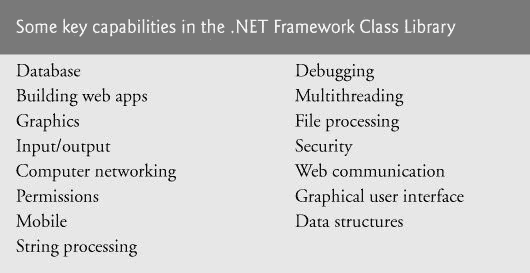 Some key capabilities in the .NET Framework Class Library
Database
Building web apps
Graphics
Input/output
Computer networking
Permissions
Mobile
String processing
Debugging
Multithreading
File processing
Security
Web communication
Graphical user interface
Data structures